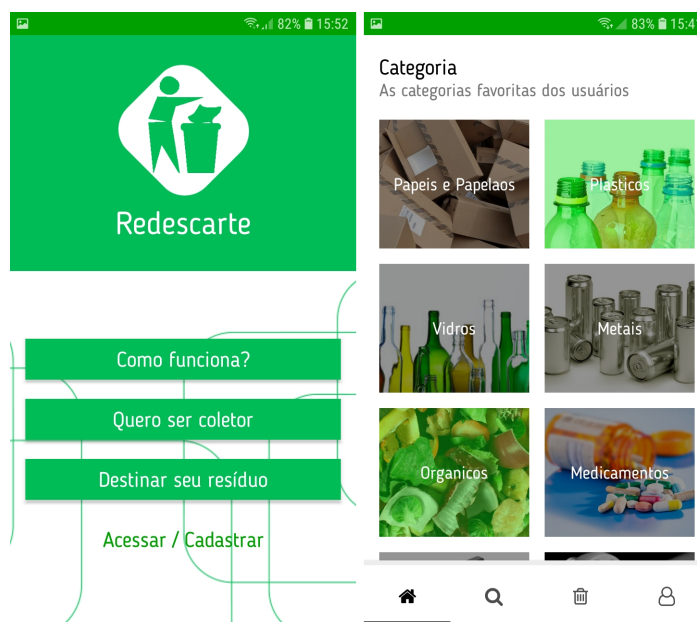 82% 15:52
Redescarte
Como funciona?
Quero ser coletor
Destinar seu resíduo
Acessar / Cadastrar
83% 15:4
Categoria
As categorias favoritas dos usuários
Papeis e Papelaos
Plasticos
Vidros
Metais
Organicos
Medicamentos